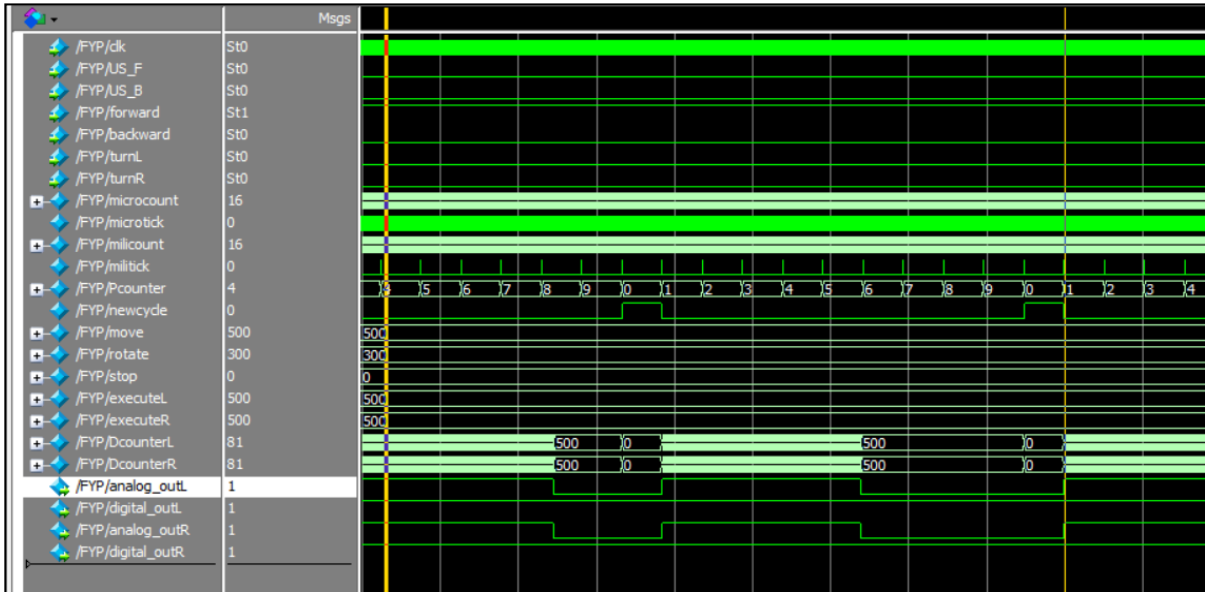 Msgs
/FYP/clk St0
/FYP/US_F St0
/FYP/US_B St0
/FYP/forward St1
/FYP/backward St0
/FYP/turnL St0
/FYP/turnR St0
/FYP/microcount 16
/FYP/microtick 0
/FYP/milicount 16
/FYP/militick 0
/FYP/Pcounter 4 5 6 7 8 9 0 1 2 3 4 5 6 7 8 9 0 1 2 3 4
/FYP/newcycle 0
/FYP/move 500 500
/FYP/rotate 300 300
/FYP/stop 0 0
/FYP/executeL 500 500
/FYP/executeR 500 500
/FYP/DcounterL 81 500 0 500 0
/FYP/DcounterR 81 500 0 500 0
/FYP/analog_outL 1
/FYP/digital_outL 1
/FYP/analog_outR 1
/FYP/digital_outR 1